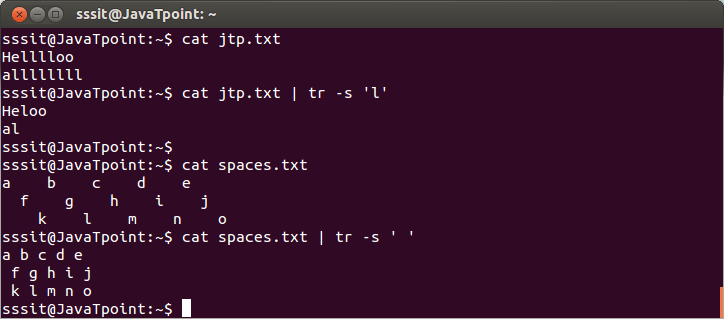 sssit@JavaTpoint: ~
sssit@JavaTpoint:~$ cat jtp.txt
Helllloo
allllllll
sssit@JavaTpoint:~$ cat jtp.txt | tr -s 'l'
Heloo
al
sssit@JavaTpoint:~$
sssit@JavaTpoint:~$ cat spaces.txt
a    b    c    d    e
  f    g    h    i    j
    k    l    m    n    o
sssit@JavaTpoint:~$ cat spaces.txt | tr -s ' '
a b c d e
 f g h i j
 k l m n o
sssit@JavaTpoint:~$